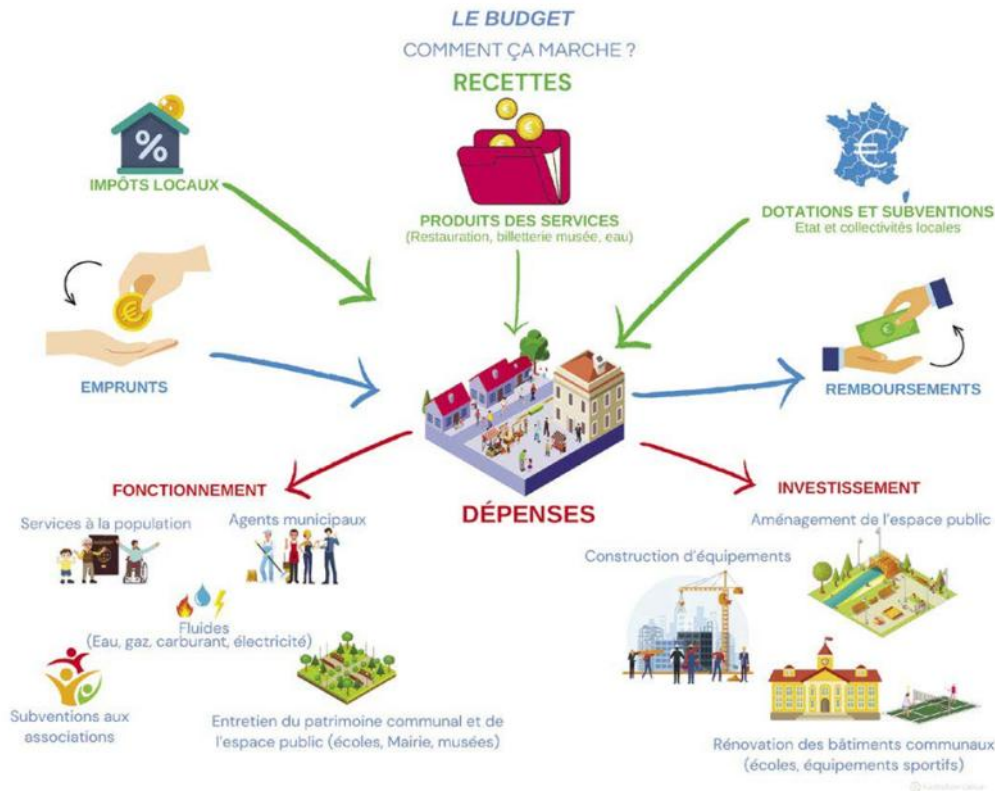 LE BUDGET
COMMENT ÇA MARCHE ?
RECETTES
%
IMPÔTS LOCAUX
€
€
€
PRODUITS DES SERVICES
(Restauration, billetterie musée, eau)
€
DOTATIONS ET SUBVENTIONS
Etat et collectivités locales
€
EMPRUNTS
€
REMBOURSEMENTS
DÉPENSES
FONCTIONNEMENT
Services à la population
Agents municipaux
Fluides
(Eau, gaz, carburant, électricité)
Subventions aux
associations
Entretien du patrimoine communal et de
l'espace public (écoles, Mairie, musées)
INVESTISSEMENT
Aménagement de l'espace public
Construction d'équipements
Rénovation des bâtiments communaux
(écoles, équipements sportifs)